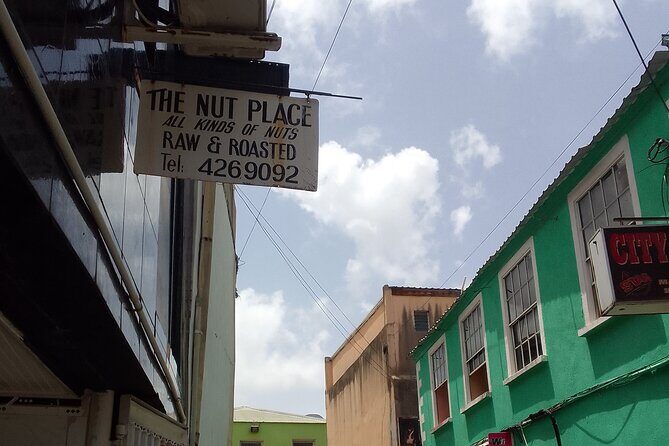 THE NUT PLACE
ALL KINDS OF NUTS
RAW & ROASTED
Tel: 4269092
CITY